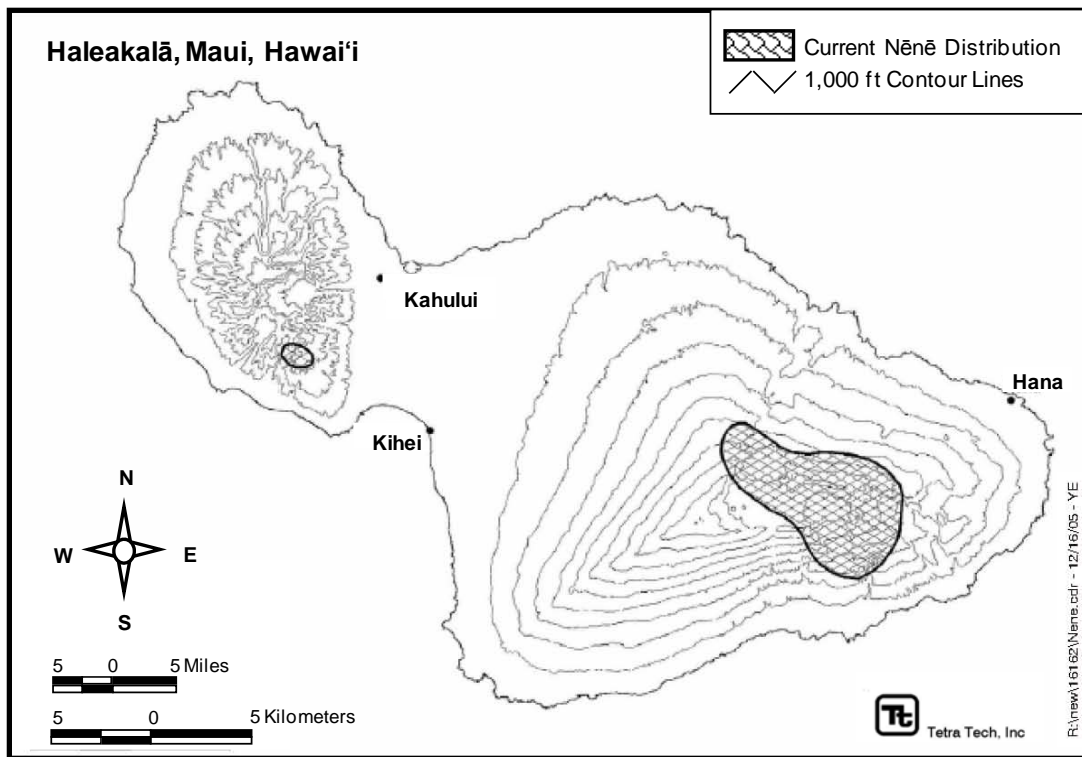 Haleakalā, Maui, Hawai‘i
Current Nēnē Distribution
1,000 ft Contour Lines
Kahului
Hana
Kihei
N
W E
S
5 0 5 Miles
5 0 5 Kilometers
Tt
Tetra Tech, Inc
R:\new\16162\Nene.cdr - 12/16/05 - YE